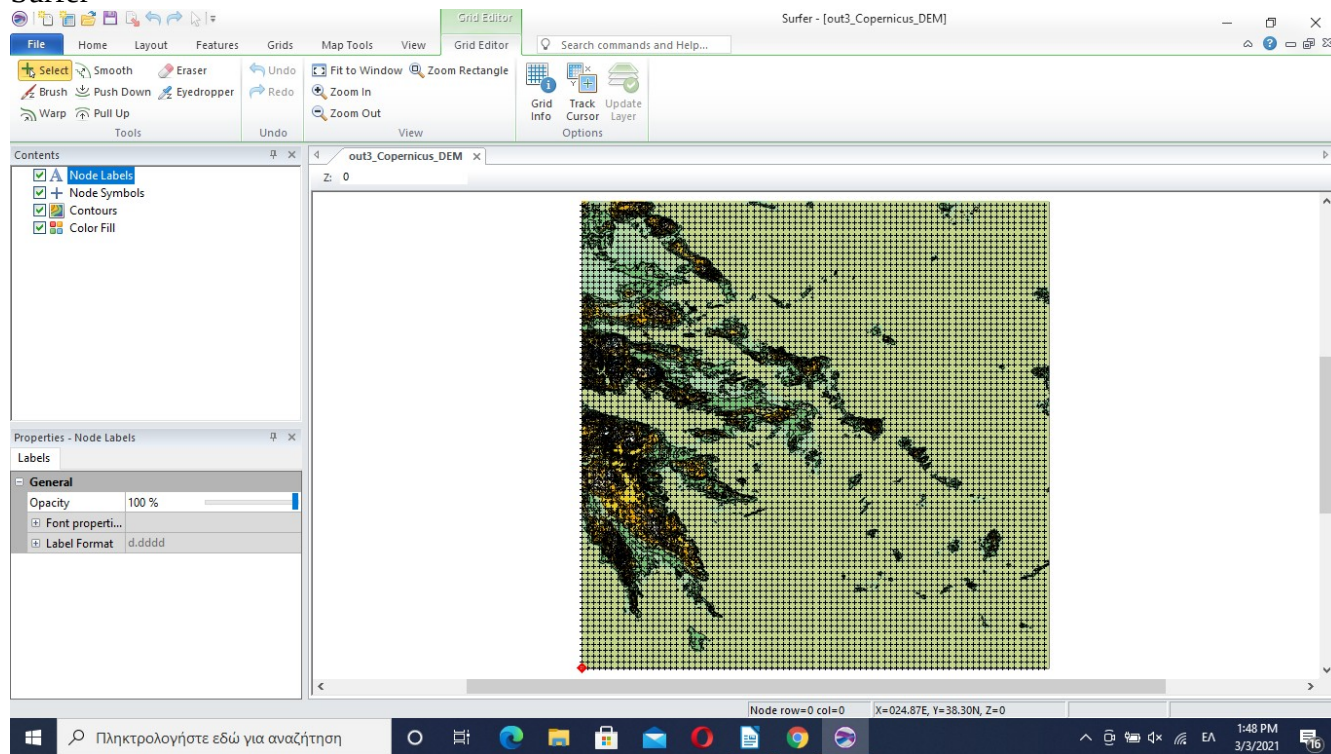 Surfer
Grid Editor
Surfer - [out3_Copernicus_DEM]
File Home Layout Features Grids Map Tools View Grid Editor Search commands and Help...
Select Smooth Eraser Undo Fit to Window Zoom Rectangle
Brush Push Down Eyedropper Redo Zoom In
Warp Pull Up Zoom Out
Grid Info Track Cursor Update Layer
Tools Undo View Options
Contents out3_Copernicus_DEM
Z: 0
Node Labels
Node Symbols
Contours
Color Fill
Properties - Node Labels
Labels
General
Opacity 100 %
Font properti...
Label Format d.dddd
Node row=0 col=0 X=024.87E, Y=38.30N, Z=0
Πληκτρολογήστε εδώ για αναζήτηση
ΕΛ
1:48 PM
3/3/2021
16